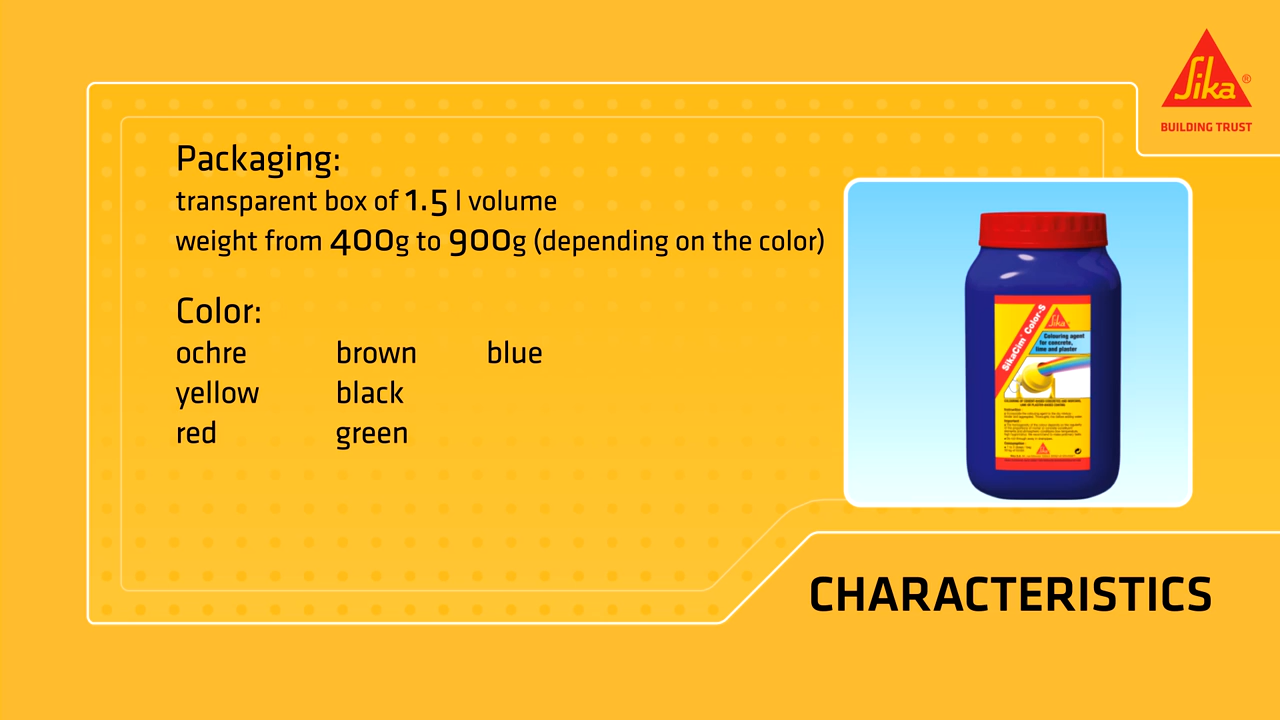 Sika®
BUILDING TRUST
Packaging:
transparent box of 1.5 l volume
weight from 400g to 900g (depending on the color)
Color:
ochre brown blue
yellow black
red green
Sika
SikaCim Color-S
Colouring agent
for concrete,
lime and plaster
CHARACTERISTICS